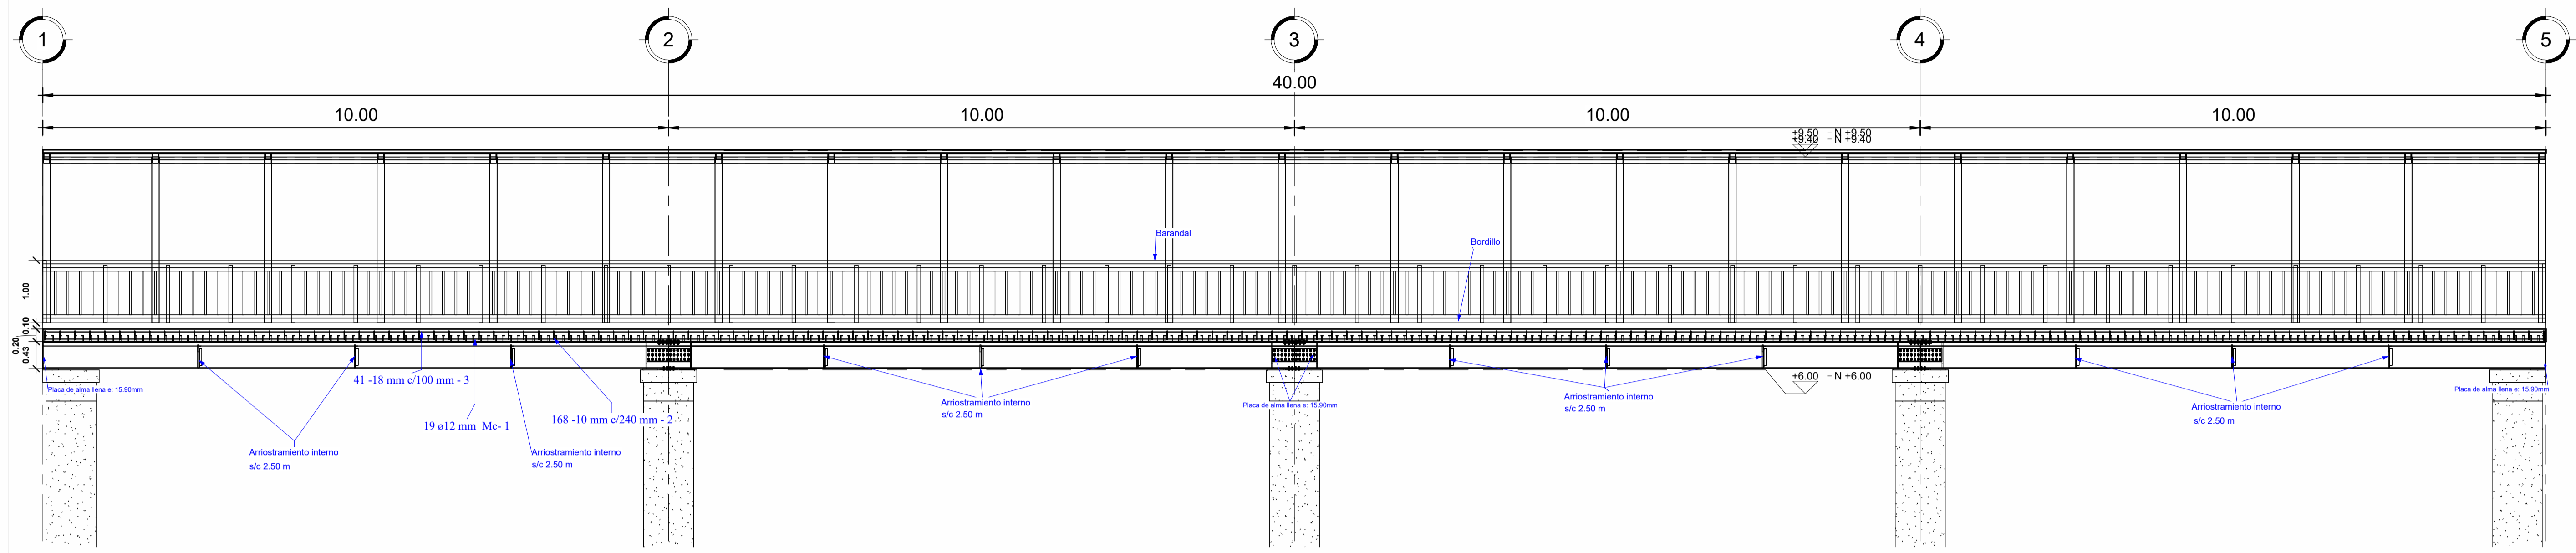 1
2
3
4
5
40.00
10.00
10.00
10.00
10.00
+9.50 – N +9.50
+9.40 – N +9.40
Barandal
Bordillo
1.00
0.10
0.20
0.43
+6.00 – N +6.00
Placa de alma llena e: 15.90mm
41 -18 mm c/100 mm - 3
19 ø12 mm Mc- 1
168 -10 mm c/240 mm - 2
Arriostramiento interno
s/c 2.50 m
Arriostramiento interno
s/c 2.50 m
Arriostramiento interno
s/c 2.50 m
Placa de alma llena e: 15.90mm
Arriostramiento interno
s/c 2.50 m
Arriostramiento interno
s/c 2.50 m
Placa de alma llena e: 15.90mm